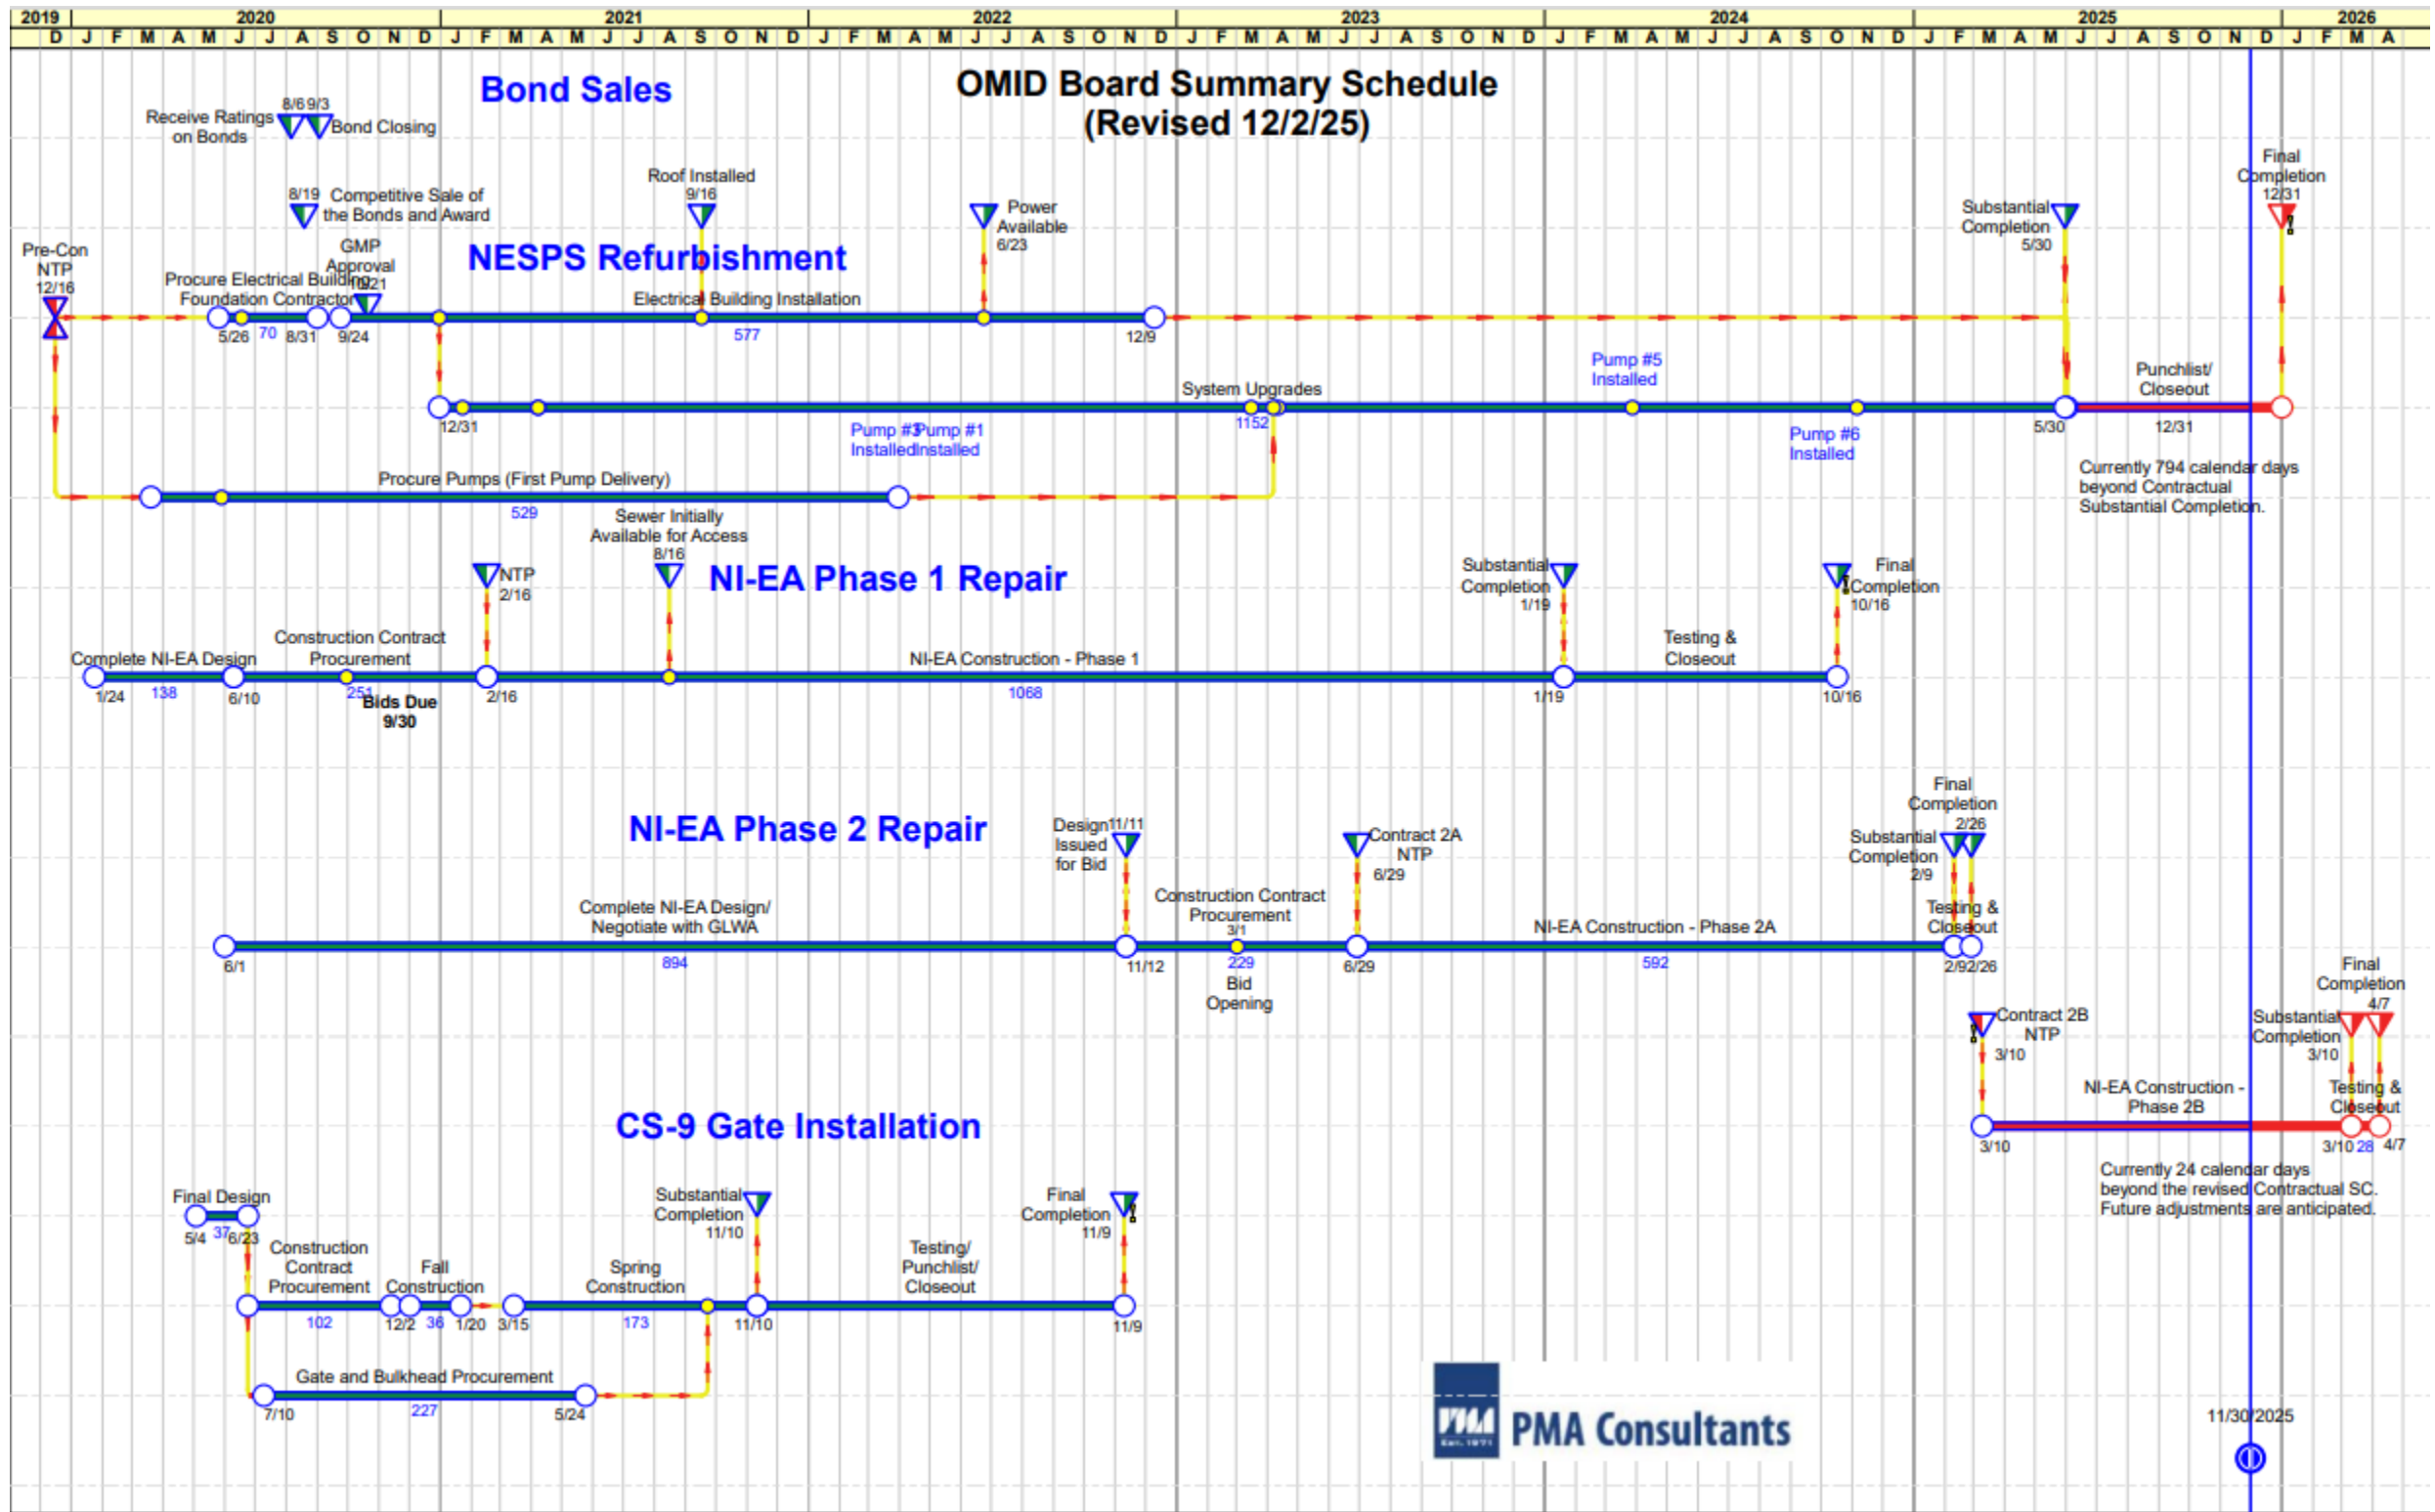 2019 2020 2021 2022 2023 2024 2025 2026
D J F M A M J J A S O N D J F M A M J J A S O N D J F M A M J J A S O N D J F M A M J J A S O N D J F M A M J J A S O N D J F M A M J J A S O N D J F M A
OMID Board Summary Schedule
(Revised 12/2/25)
Bond Sales
8/6 9/3
Receive Ratings
on Bonds
Bond Closing
8/19
Competitive Sale of
the Bonds and Award
NESPS Refurbishment
Pre-Con
NTP
12/16
GMP
Approval
10/21
Procure Electrical Building
Foundation Contractor
5/26 70 8/31 9/24
Roof Installed
9/16
Electrical Building Installation
577
Power
Available
6/23
12/9
Substantial
Completion
5/30
Final
Completion
12/31
12/31
System Upgrades
1152
Pump #3
Installed
Pump #1
Installed
Pump #5
Installed
Pump #6
Installed
5/30
Punchlist/
Closeout
12/31
Currently 794 calendar days
beyond Contractual
Substantial Completion.
Procure Pumps (First Pump Delivery)
529
NI-EA Phase 1 Repair
NTP
2/16
Sewer Initially
Available for Access
8/16
Substantial
Completion
1/19
Final
Completion
10/16
Complete NI-EA Design
1/24 138 6/10
Construction Contract
Procurement
251
Bids Due
9/30
2/16
NI-EA Construction - Phase 1
1068
1/19
Testing &
Closeout
10/16
NI-EA Phase 2 Repair
Design
Issued
for Bid
11/11
Contract 2A
NTP
6/29
Final
Completion
2/26
Substantial
Completion
2/9
Complete NI-EA Design/
Negotiate with GLWA
6/1 894 11/12
Construction Contract
Procurement
3/1
229
Bid
Opening
6/29
NI-EA Construction - Phase 2A
592
Testing &
Closeout
2/9 2/26
Contract 2B
NTP
3/10
Final
Completion
4/7
Substantial
Completion
3/10
NI-EA Construction -
Phase 2B
Testing &
Closeout
3/10
3/10 28 4/7
Currently 24 calendar days
beyond the revised Contractual SC.
Future adjustments are anticipated.
CS-9 Gate Installation
Final Design
5/4 37 6/23
Substantial
Completion
11/10
Final
Completion
11/9
Construction
Contract
Procurement
Fall
Construction
Spring
Construction
Testing/
Punchlist/
Closeout
102 12/2 36 1/20 3/15 173 11/10 11/9
Gate and Bulkhead Procurement
7/10 227 5/24
PMA
Est. 1971
PMA Consultants
11/30/2025